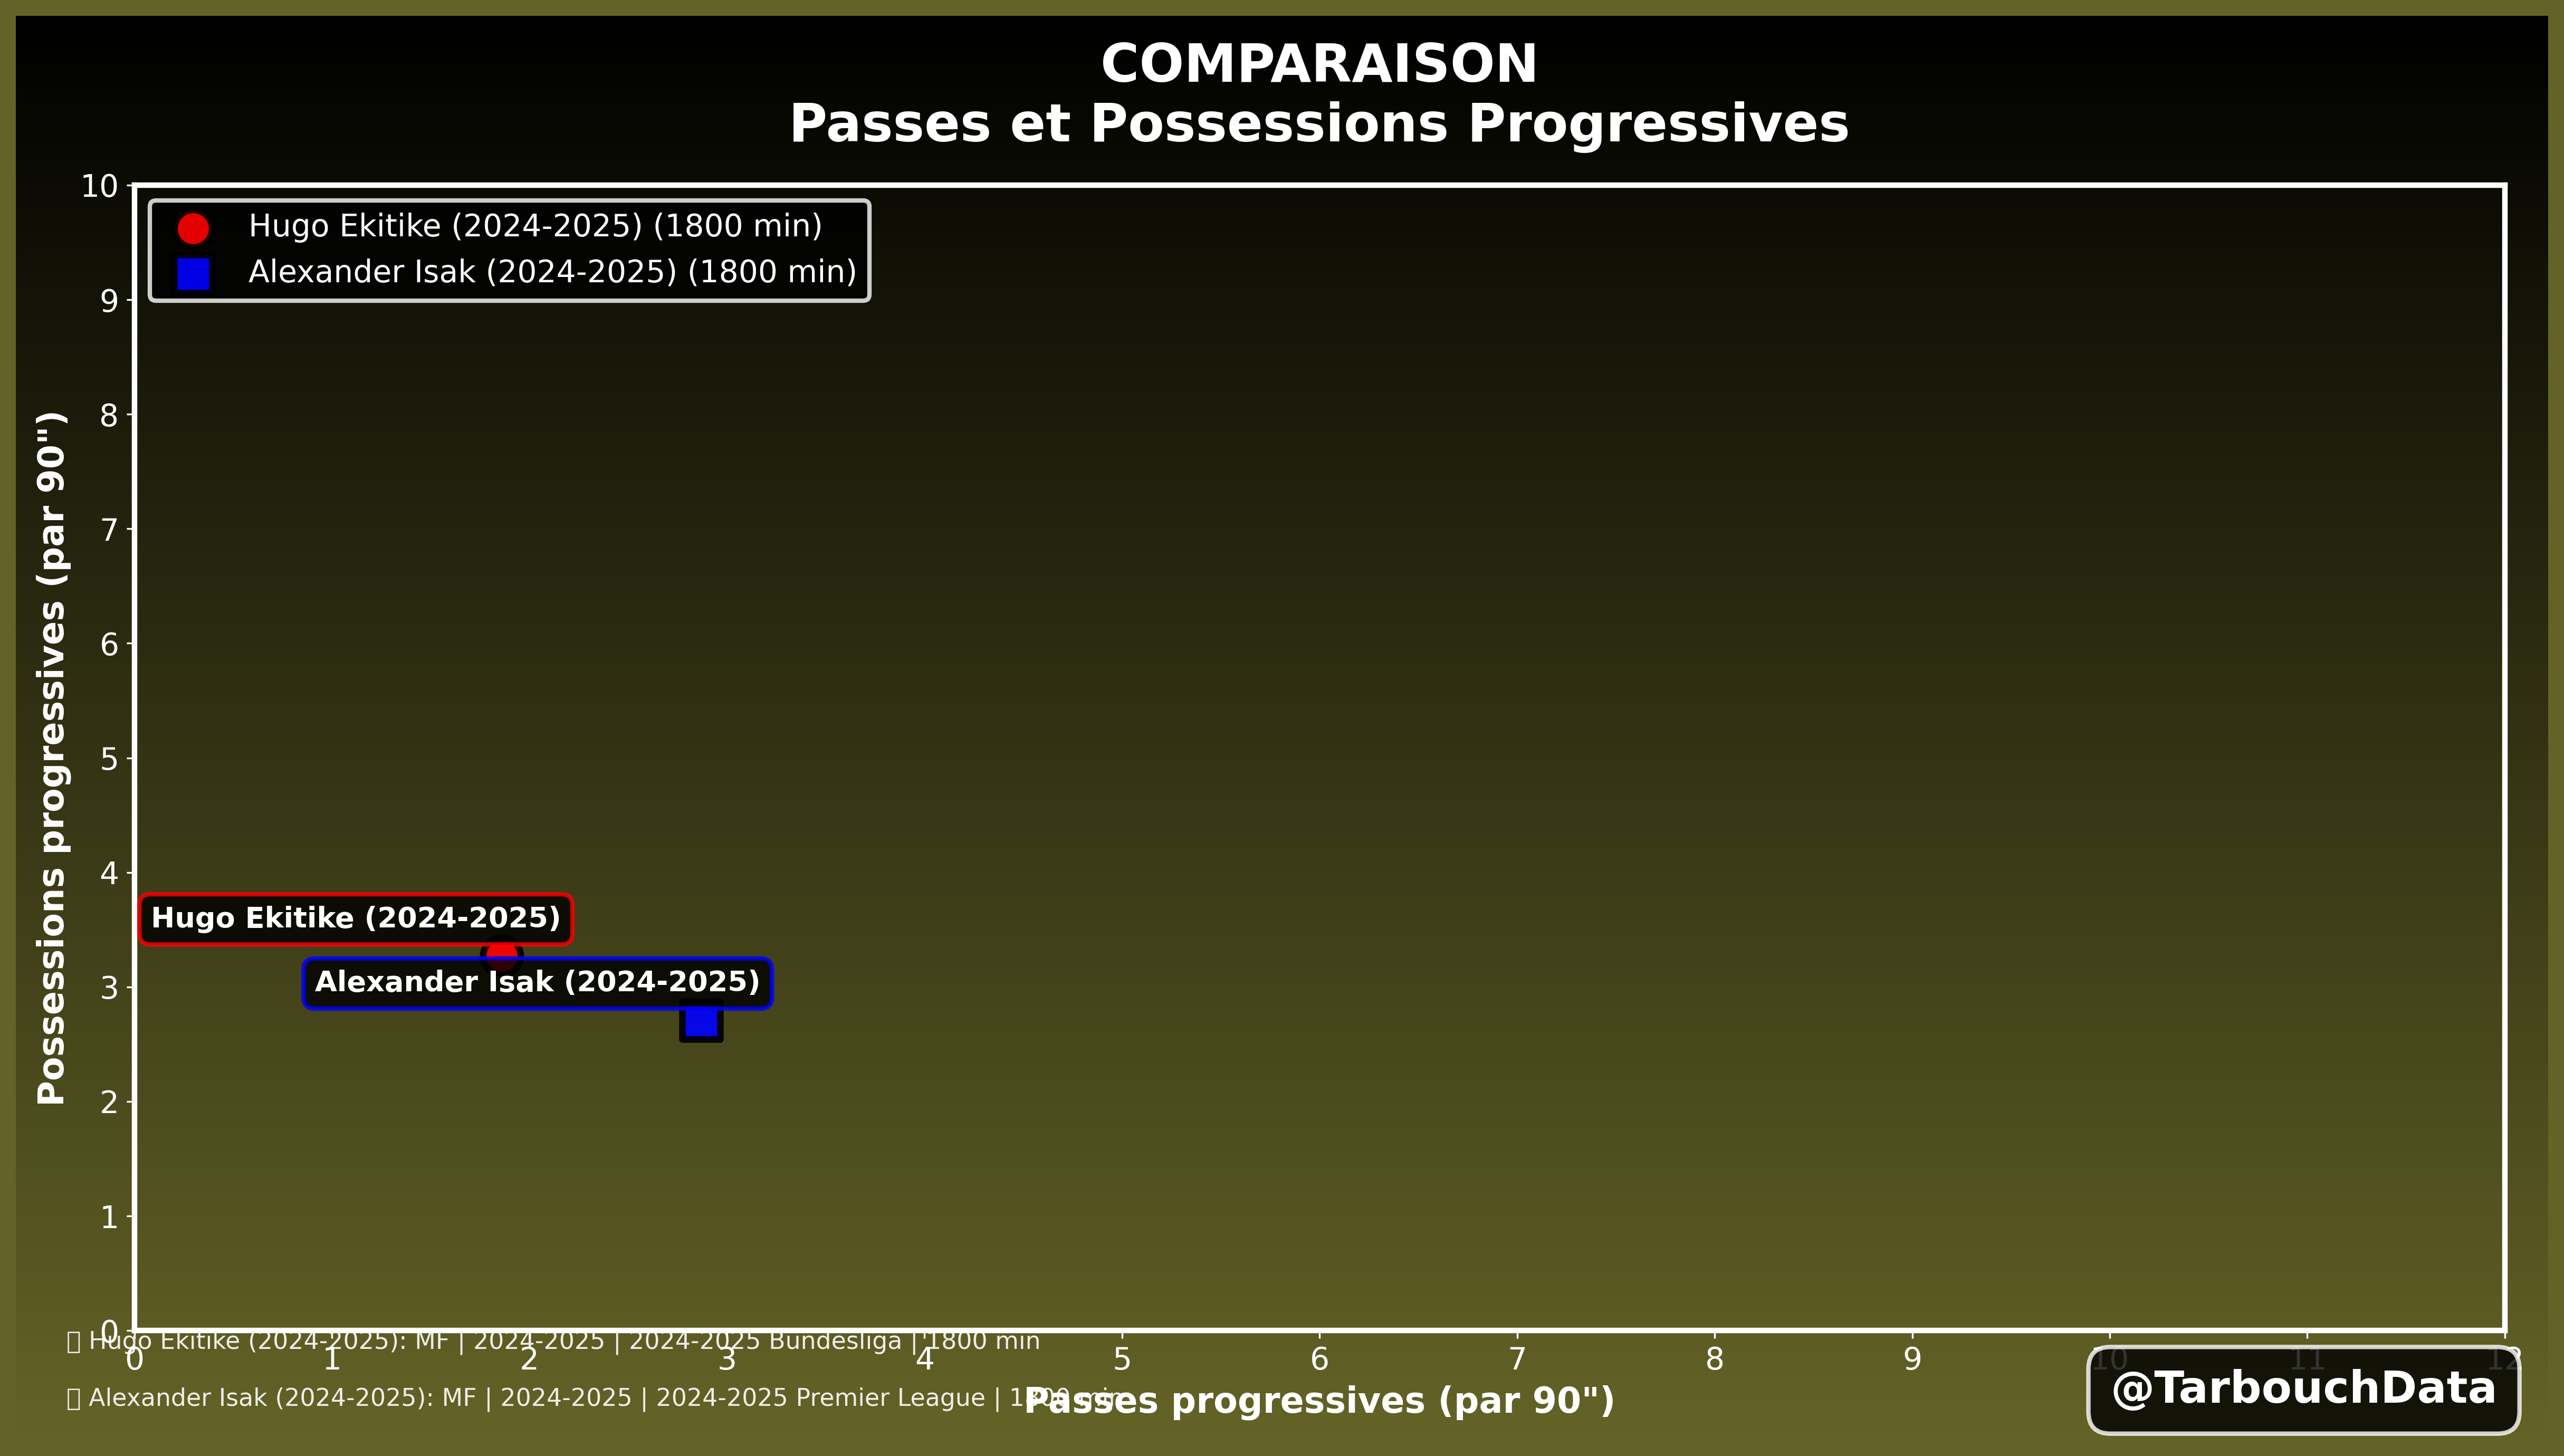 COMPARAISON
Passes et Possessions Progressives
Hugo Ekitike (2024-2025) (1800 min)
Alexander Isak (2024-2025) (1800 min)
Possessions progressives (par 90")
10
9
8
7
6
5
4
3
2
1
0
Hugo Ekitike (2024-2025)
Alexander Isak (2024-2025)
Hugo Ekitike (2024-2025): MF | 2024-2025 | 2024-2025 Bundesliga | 1800 min
0 1 2 3 4 5 6 7 8 9 10 11 12
Alexander Isak (2024-2025): MF | 2024-2025 | 2024-2025 Premier League | 1800 min
Passes progressives (par 90")
@TarbouchData